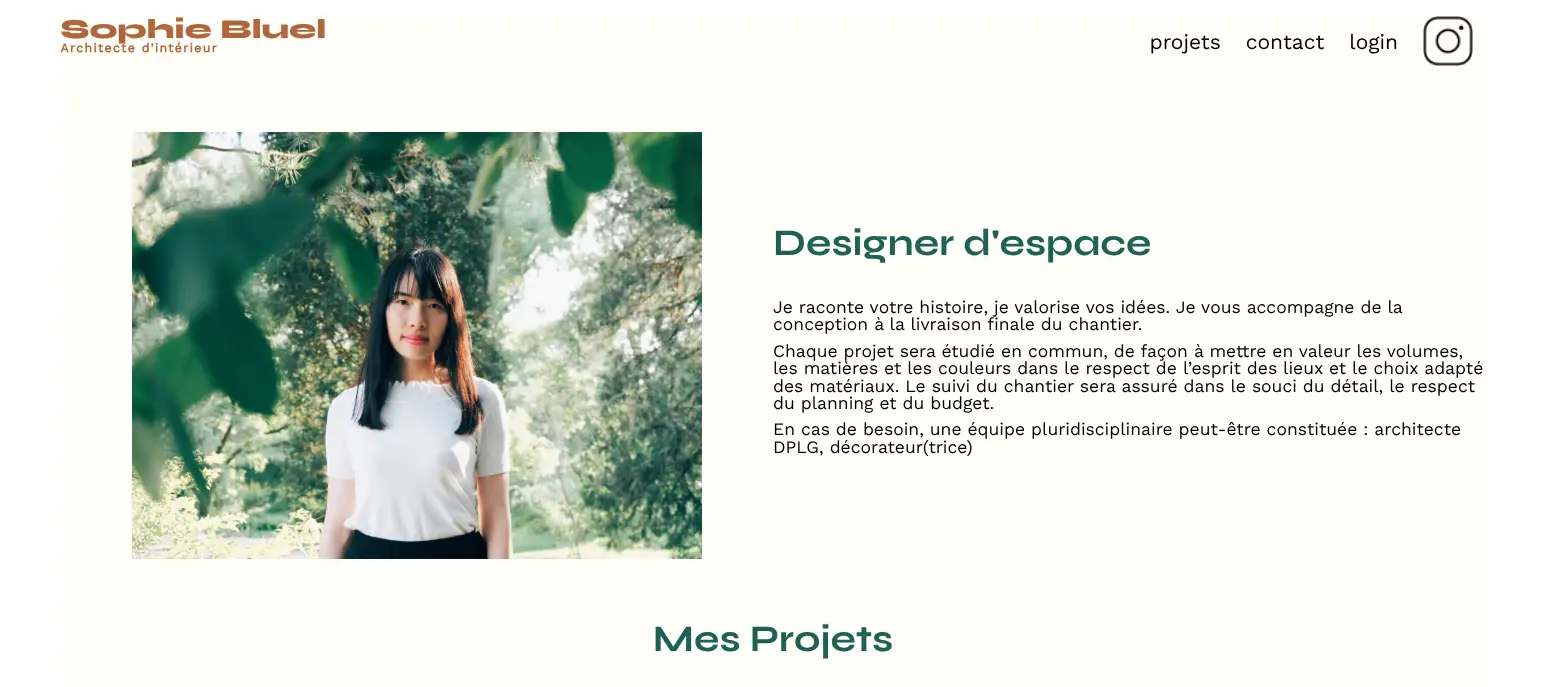 Sophie Bluel
Architecte d'intérieur
projets contact login
Designer d'espace
Je raconte votre histoire, je valorise vos idées. Je vous accompagne de la
conception à la livraison finale du chantier.
Chaque projet sera étudié en commun, de façon à mettre en valeur les volumes,
les matières et les couleurs dans le respect de l’esprit des lieux et le choix adapté
des matériaux. Le suivi du chantier sera assuré dans le souci du détail, le respect
du planning et du budget.
En cas de besoin, une équipe pluridisciplinaire peut-être constituée : architecte
DPLG, décorateur(trice)
Mes Projets